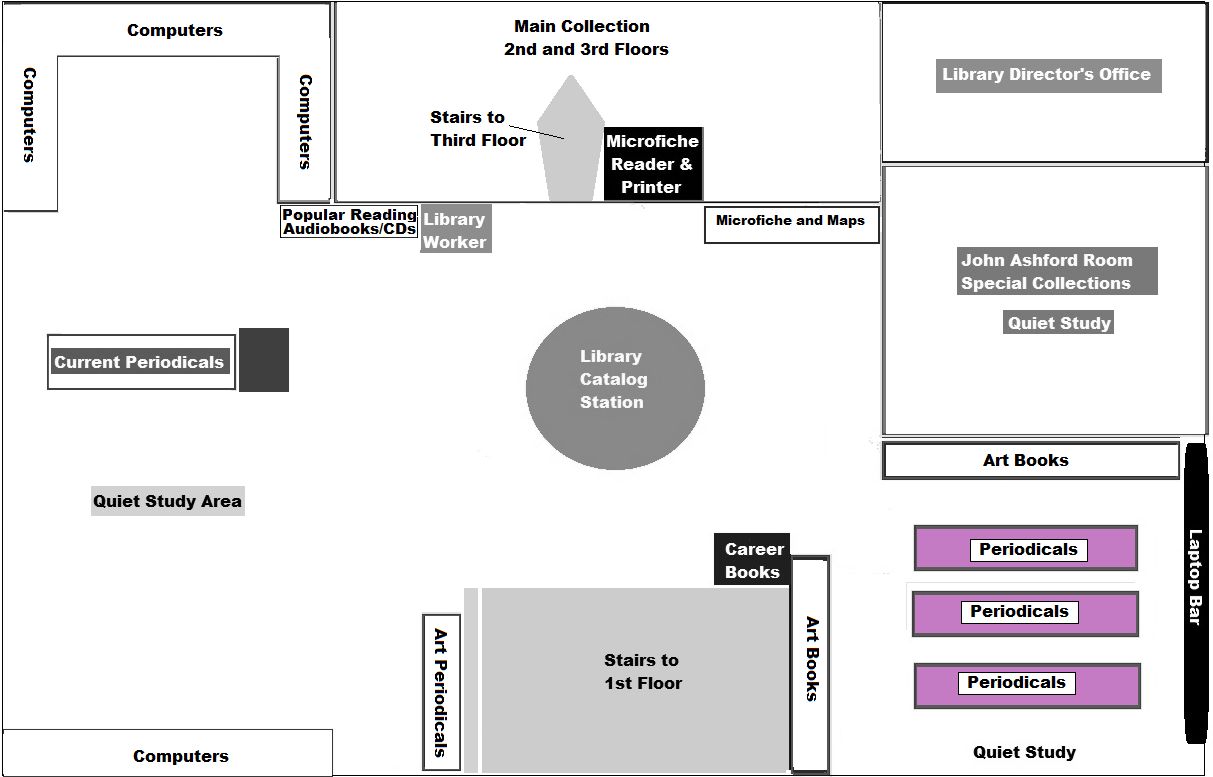 Computers
Computers
Computers
Main Collection
2nd and 3rd Floors
Stairs to
Third Floor
Microfiche
Reader &
Printer
Library Director's Office
Popular Reading
Audiobooks/CDs
Library
Worker
Microfiche and Maps
John Ashford Room
Special Collections
Quiet Study
Current Periodicals
Library
Catalog
Station
Art Books
Quiet Study Area
Career
Books
Periodicals
Periodicals
Periodicals
Laptop Bar
Art Periodicals
Stairs to
1st Floor
Art Books
Computers
Quiet Study